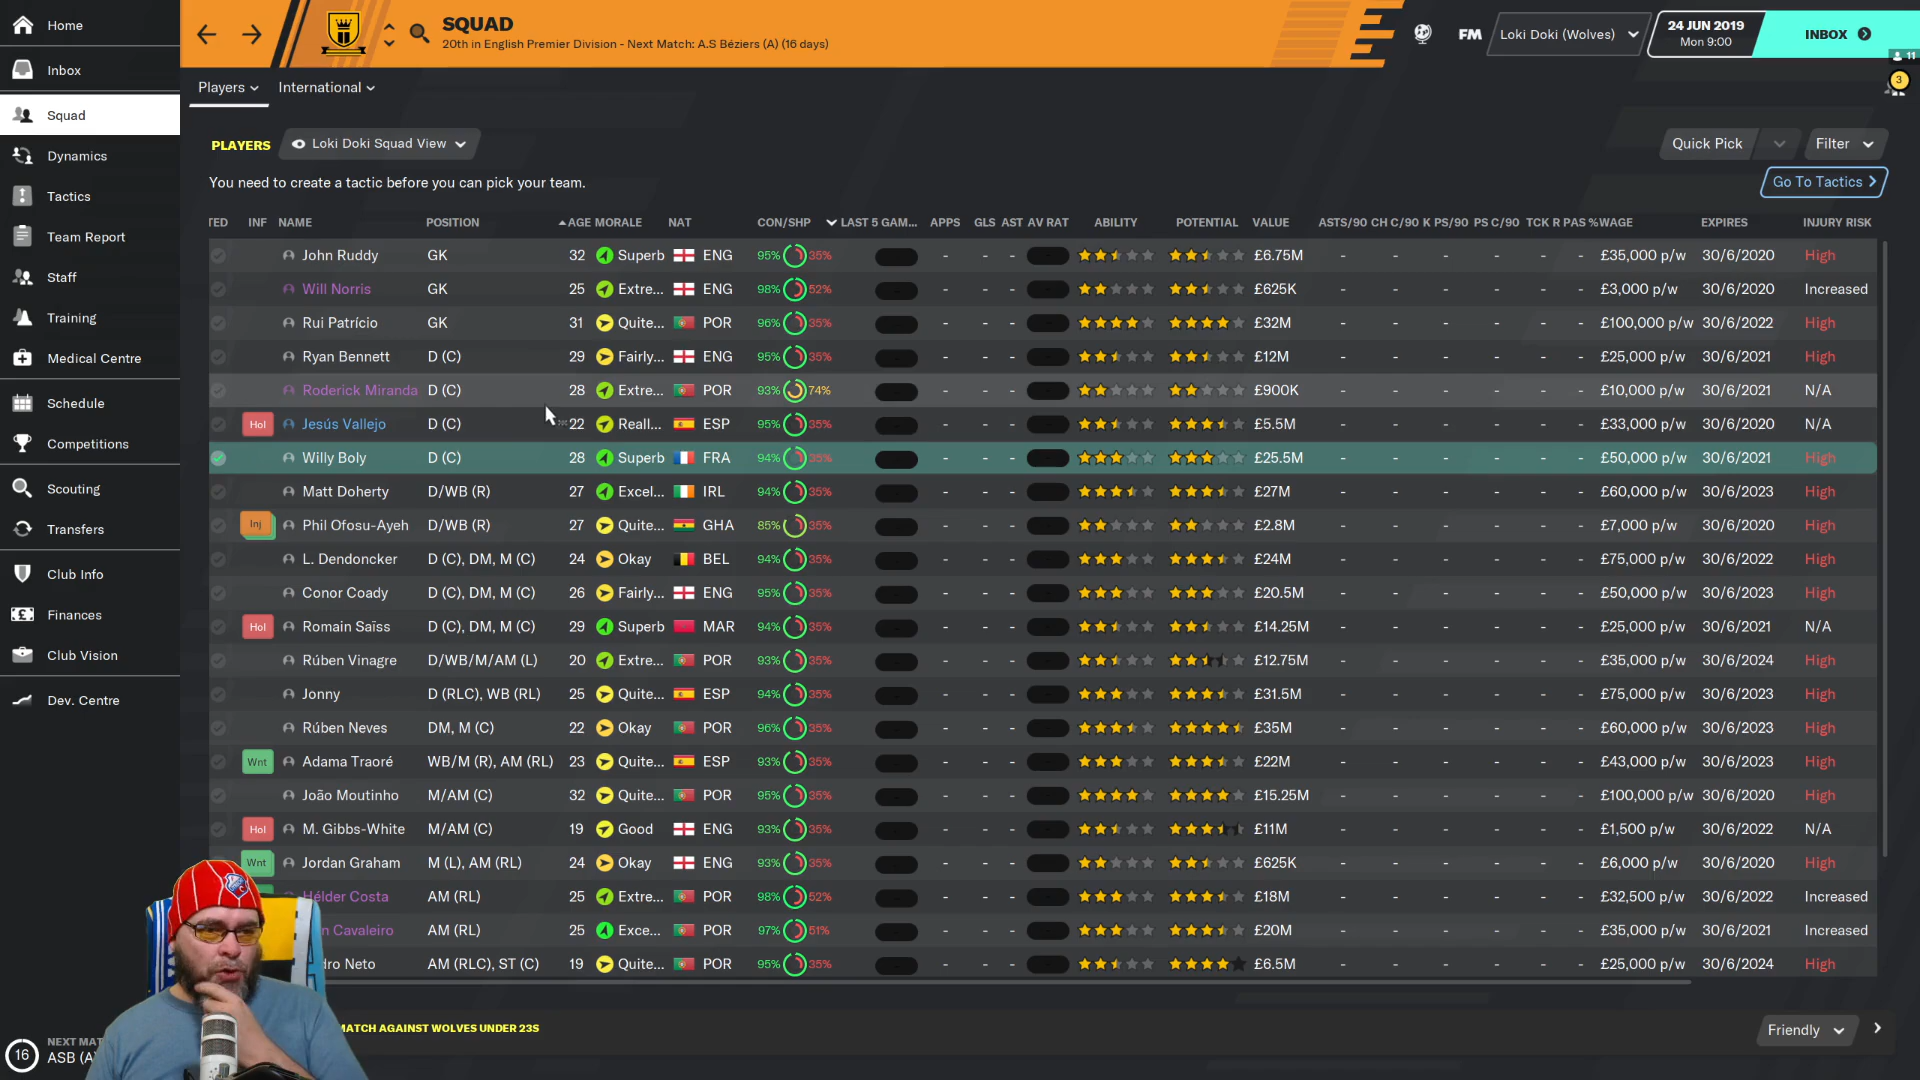 Home
Inbox
Squad
Dynamics
Tactics
Team Report
Staff
Training
Medical Centre
Schedule
Competitions
Scouting
Transfers
Club Info
Finances
Club Vision
Dev. Centre
16 NEXT MAT
ASB (A)
SQUAD
20th in English Premier Division - Next Match: A.S Béziers (A) (16 days)
FM
Loki Doki (Wolves)
24 JUN 2019
Mon 9:00
INBOX
11
3
Players
International
PLAYERS Loki Doki Squad View
Quick Pick
Filter
You need to create a tactic before you can pick your team.
Go To Tactics
TED INF NAME POSITION AGE MORALE NAT CON/SHP LAST 5 GAM... APPS GLS AST AV RAT ABILITY POTENTIAL VALUE ASTS/90 CH C/90 K PS/90 PS C/90 TCK R PAS % WAGE EXPIRES INJURY RISK
John Ruddy GK 32 Superb ENG 95% 35% - - - - £6.75M - - - - - - £35,000 p/w 30/6/2020 High
Will Norris GK 25 Extre... ENG 98% 52% - - - - £625K - - - - - - £3,000 p/w 30/6/2020 Increased
Rui Patrício GK 31 Quite... POR 96% 35% - - - - £32M - - - - - - £100,000 p/w 30/6/2022 High
Ryan Bennett D (C) 29 Fairly... ENG 95% 35% - - - - £12M - - - - - - £25,000 p/w 30/6/2021 High
Roderick Miranda D (C) 28 Extre... POR 93% 74% - - - - £900K - - - - - - £10,000 p/w 30/6/2021 N/A
Hol Jesús Vallejo D (C) 22 Reall... ESP 95% 35% - - - - £5.5M - - - - - - £33,000 p/w 30/6/2020 N/A
Willy Boly D (C) 28 Superb FRA 94% 35% - - - - £25.5M - - - - - - £50,000 p/w 30/6/2021 High
Matt Doherty D/WB (R) 27 Excel... IRL 94% 35% - - - - £27M - - - - - - £60,000 p/w 30/6/2023 High
Inj Phil Ofosu-Ayeh D/WB (R) 27 Quite... GHA 85% 35% - - - - £2.8M - - - - - - £7,000 p/w 30/6/2020 High
L. Dendoncker D (C), DM, M (C) 24 Okay BEL 94% 35% - - - - £24M - - - - - - £75,000 p/w 30/6/2022 High
Conor Coady D (C), DM, M (C) 26 Fairly... ENG 95% 35% - - - - £20.5M - - - - - - £50,000 p/w 30/6/2023 High
Hol Romain Saïss D (C), DM, M (C) 29 Superb MAR 94% 35% - - - - £14.25M - - - - - - £25,000 p/w 30/6/2021 N/A
Rúben Vinagre D/WB/M/AM (L) 20 Extre... POR 93% 35% - - - - £12.75M - - - - - - £35,000 p/w 30/6/2024 High
Jonny D (RLC), WB (RL) 25 Quite... ESP 94% 35% - - - - £31.5M - - - - - - £75,000 p/w 30/6/2023 High
Rúben Neves DM, M (C) 22 Okay POR 96% 35% - - - - £35M - - - - - - £60,000 p/w 30/6/2023 High
Wnt Adama Traoré WB/M (R), AM (RL) 23 Quite... ESP 93% 35% - - - - £22M - - - - - - £43,000 p/w 30/6/2023 High
João Moutinho M/AM (C) 32 Quite... POR 95% 35% - - - - £15.25M - - - - - - £100,000 p/w 30/6/2020 High
Hol M. Gibbs-White M/AM (C) 19 Good ENG 93% 35% - - - - £11M - - - - - - £1,500 p/w 30/6/2022 N/A
Wnt Jordan Graham M (L), AM (RL) 24 Okay ENG 93% 35% - - - - £625K - - - - - - £6,000 p/w 30/6/2020 High
Hélder Costa AM (RL) 25 Extre... POR 98% 52% - - - - £18M - - - - - - £32,500 p/w 30/6/2022 Increased
n Cavaleiro AM (RL) 25 Exce... POR 97% 51% - - - - £20M - - - - - - £35,000 p/w 30/6/2021 Increased
dro Neto AM (RLC), ST (C) 19 Quite... POR 95% 35% - - - - £6.5M - - - - - - £25,000 p/w 30/6/2024 High
MATCH AGAINST WOLVES UNDER 23S
Friendly